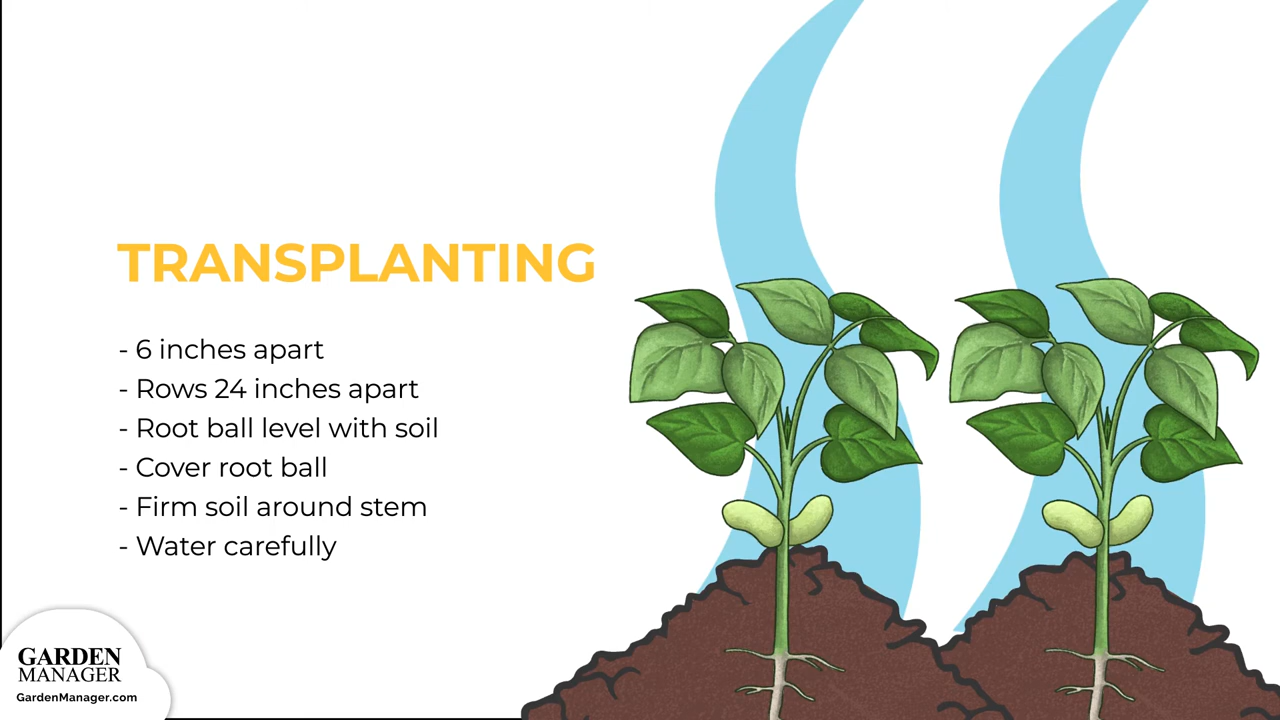 TRANSPLANTING
- 6 inches apart
- Rows 24 inches apart
- Root ball level with soil
- Cover root ball
- Firm soil around stem
- Water carefully
GARDEN
MANAGER
GardenManager.com